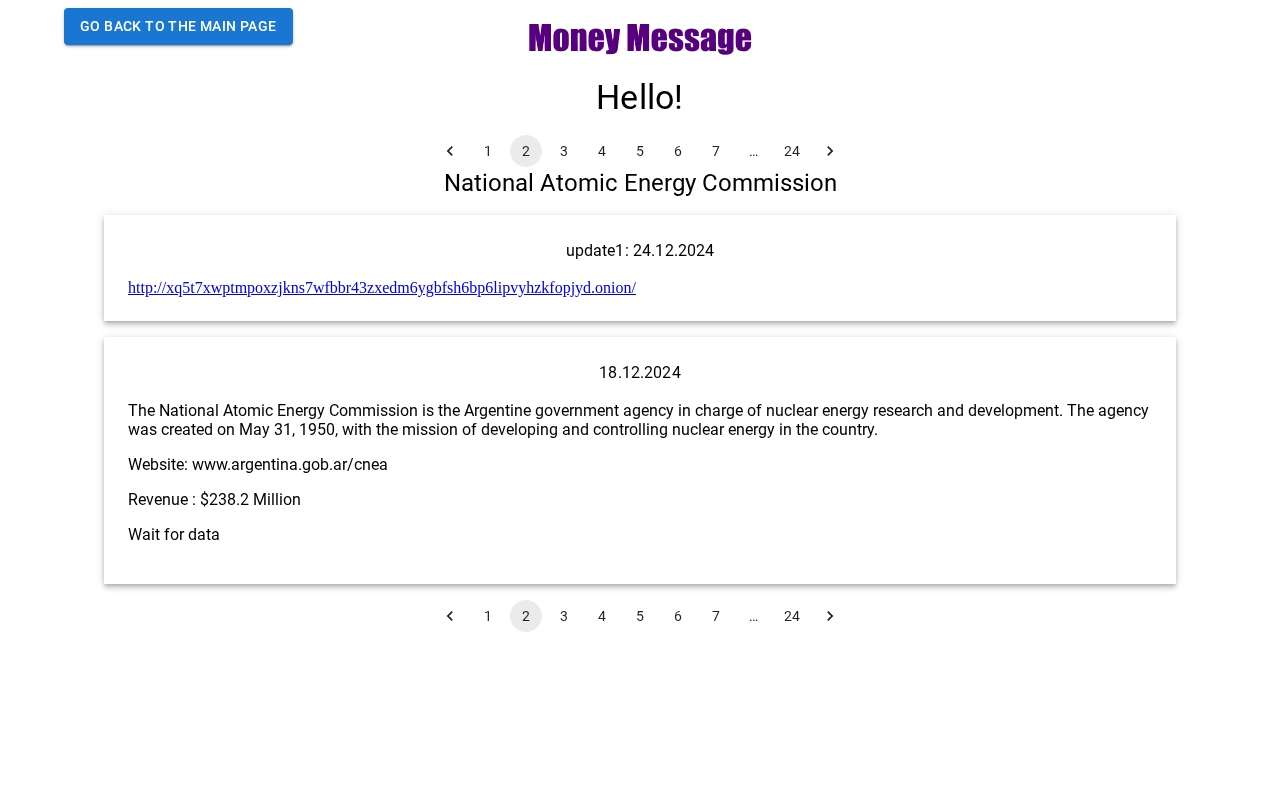 GO BACK TO THE MAIN PAGE
Money Message
Hello!
1 2 3 4 5 6 7 … 24
National Atomic Energy Commission
update1: 24.12.2024
http://xq5t7xwptmpoxzjkns7wfbbr43zxedm6ygbfsh6bp6lipvyhzkfopjyd.onion/
18.12.2024
The National Atomic Energy Commission is the Argentine government agency in charge of nuclear energy research and development. The agency
was created on May 31, 1950, with the mission of developing and controlling nuclear energy in the country.
Website: www.argentina.gob.ar/cnea
Revenue : $238.2 Million
Wait for data
1 2 3 4 5 6 7 … 24